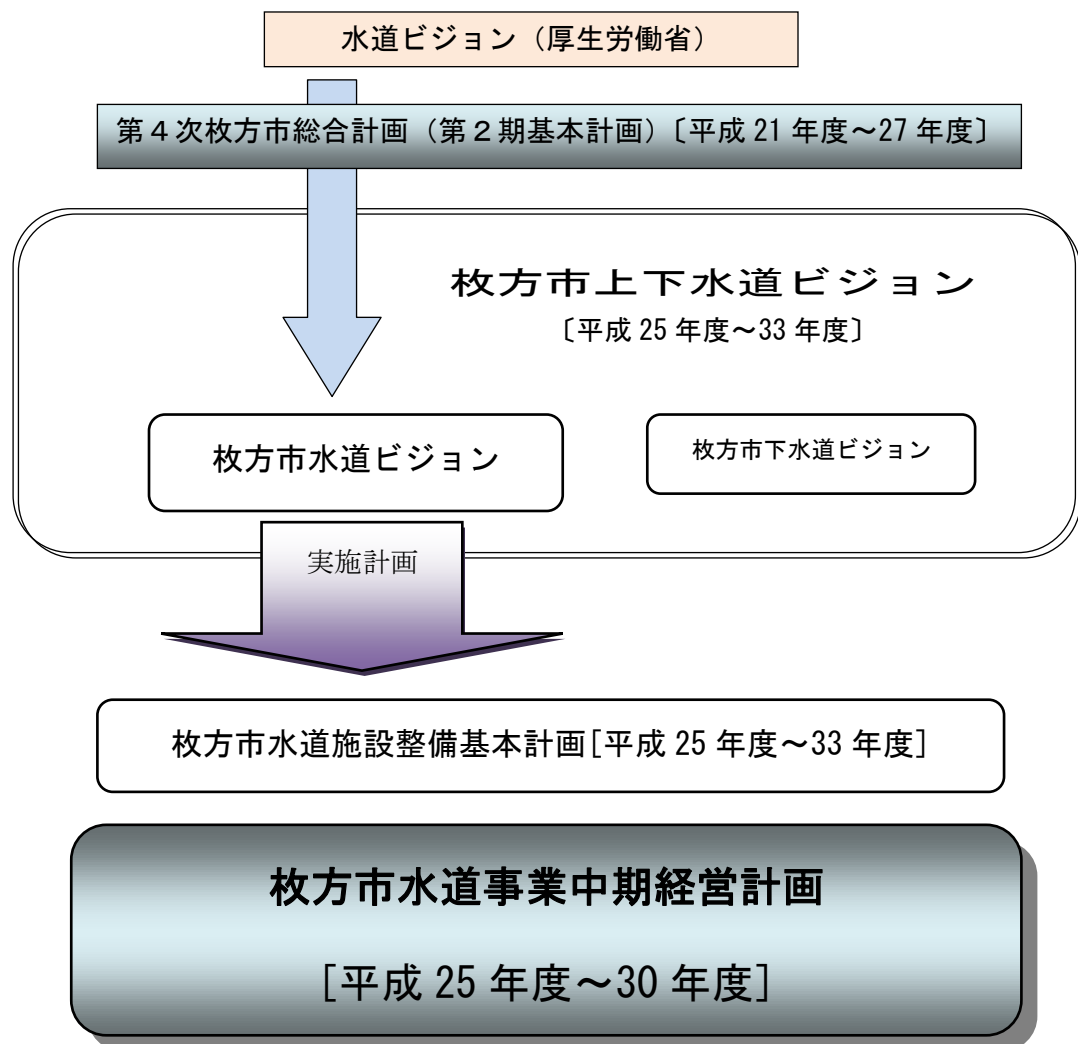 水道ビジョン（厚生労働省）
第４次枚方市総合計画（第２期基本計画）〔平成 21 年度～27 年度〕
枚方市上下水道ビジョン
〔平成 25 年度～33 年度〕
枚方市水道ビジョン
枚方市下水道ビジョン
実施計画
枚方市水道施設整備基本計画[平成 25 年度～33 年度]
枚方市水道事業中期経営計画
[平成 25 年度～30 年度]